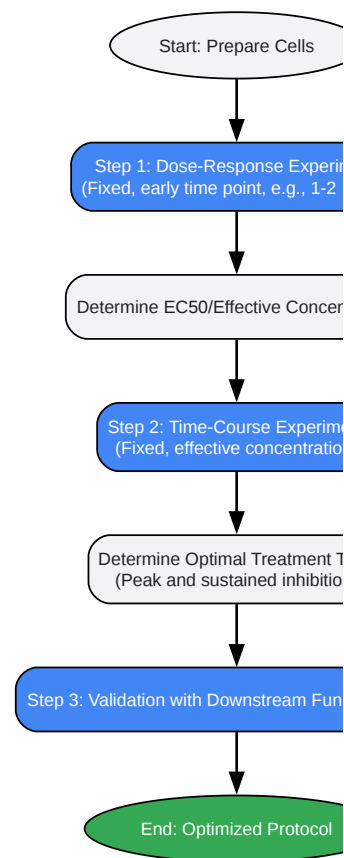 Start: Prepare Cells
Step 1: Dose-Response Experi
(Fixed, early time point, e.g., 1-2
Determine EC50/Effective Concen
Step 2: Time-Course Experime
(Fixed, effective concentratio
Determine Optimal Treatment T
(Peak and sustained inhibitio
Step 3: Validation with Downstream Fun
End: Optimized Protocol